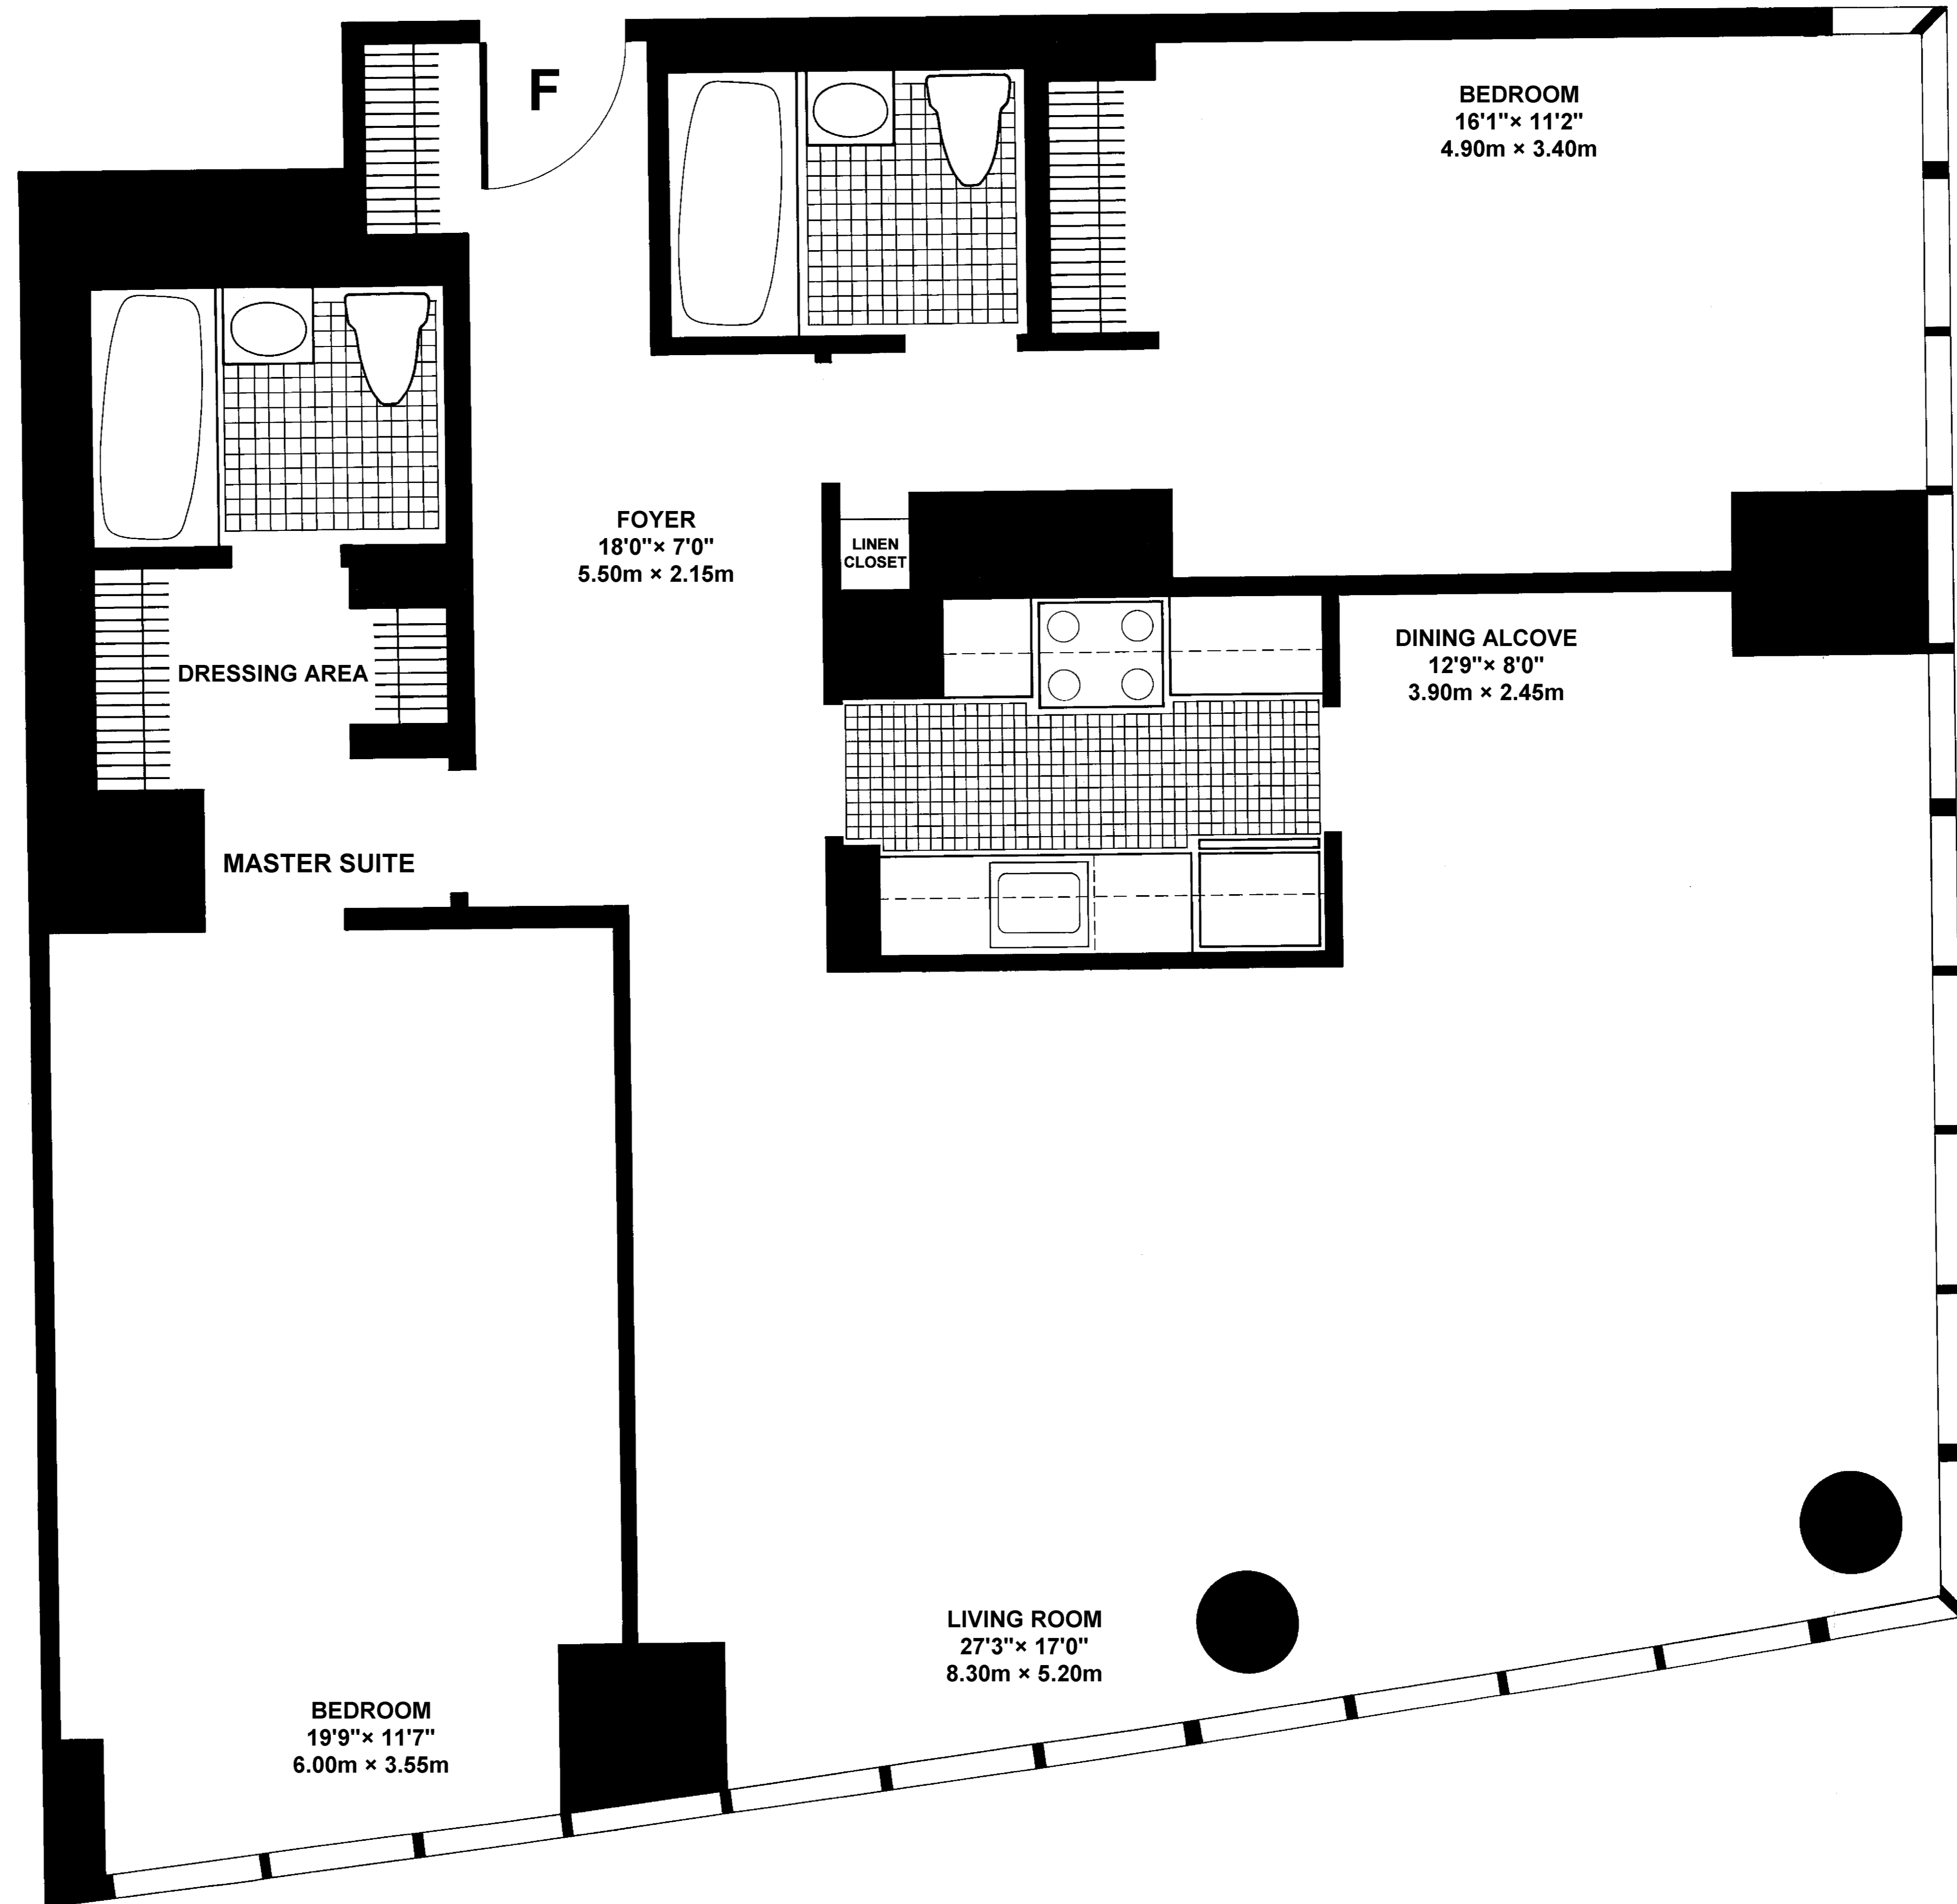 F
BEDROOM
16'1"× 11'2"
4.90m × 3.40m
FOYER
18'0"× 7'0"
5.50m × 2.15m
LINEN
CLOSET
DINING ALCOVE
12'9"× 8'0"
3.90m × 2.45m
DRESSING AREA
MASTER SUITE
LIVING ROOM
27'3"× 17'0"
8.30m × 5.20m
BEDROOM
19'9"× 11'7"
6.00m × 3.55m